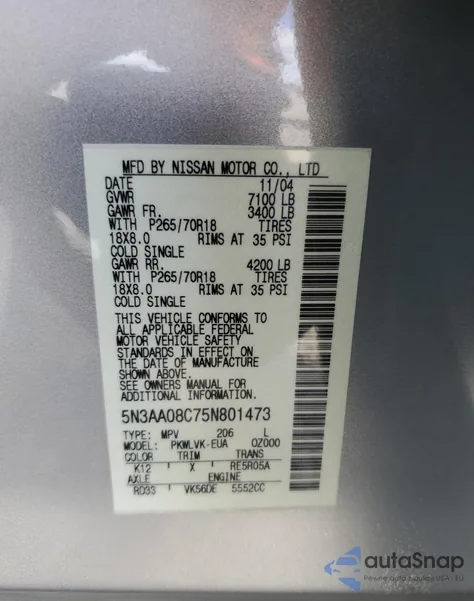 MFD BY NISSAN MOTOR CO., LTD
DATE 11/04
GVWR 7100 LB
GAWR FR. 3400 LB
WITH P265/70R18 TIRES
18X8.0 RIMS AT 35 PSI
COLD SINGLE
GAWR RR. 4200 LB
WITH P265/70R18 TIRES
18X8.0 RIMS AT 35 PSI
COLD SINGLE
THIS VEHICLE CONFORMS TO
ALL APPLICABLE FEDERAL
MOTOR VEHICLE SAFETY
STANDARDS IN EFFECT ON
THE DATE OF MANUFACTURE
SHOWN ABOVE.
SEE OWNERS MANUAL FOR
ADDITIONAL INFORMATION.
5N3AA08C75N801473
TYPE: MPV 206 L
MODEL: PKWLVK-EUA 0Z000
COLOR TRIM TRANS
K12 X RE5R05A
AXLE ENGINE
RD33 VK56DE 5552CC
autaSnap